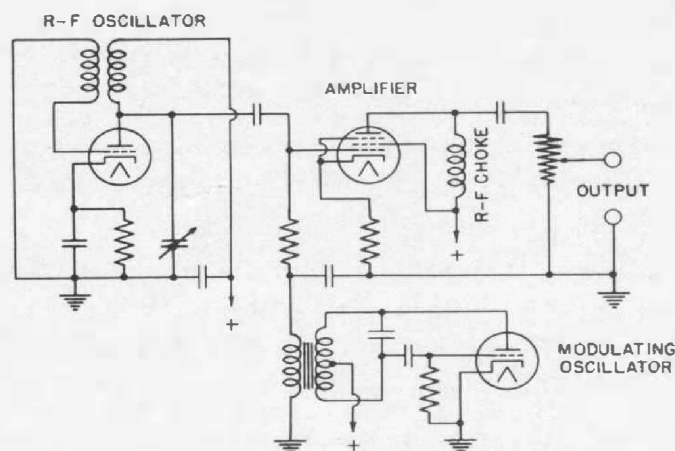 R-F OSCILLATOR
AMPLIFIER
R-F CHOKE
OUTPUT
+
+
MODULATING
OSCILLATOR
+